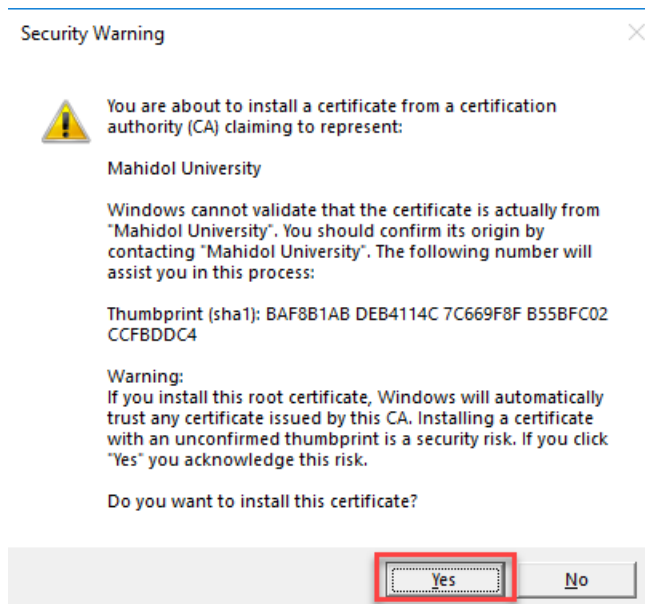 Security Warning
You are about to install a certificate from a certification
authority (CA) claiming to represent:
Mahidol University
Windows cannot validate that the certificate is actually from
"Mahidol University". You should confirm its origin by
contacting "Mahidol University". The following number will
assist you in this process:
Thumbprint (sha1): BAF8B1AB DEB4114C 7C669F8F B55BFC02
CCFBDDC4
Warning:
If you install this root certificate, Windows will automatically
trust any certificate issued by this CA. Installing a certificate
with an unconfirmed thumbprint is a security risk. If you click
"Yes" you acknowledge this risk.
Do you want to install this certificate?
Yes
No